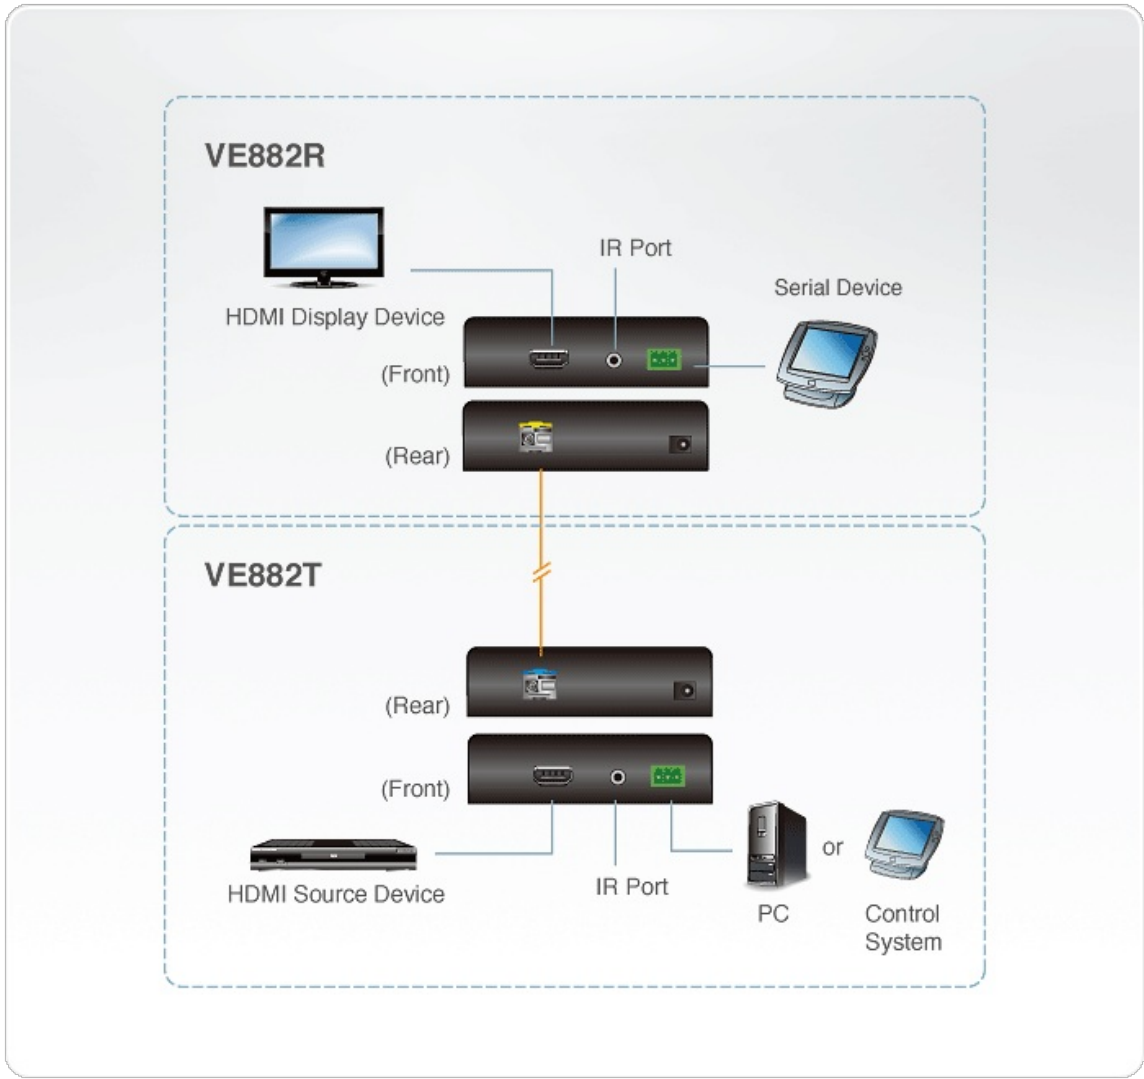 VE882R
IR Port
Serial Device
HDMI Display Device
(Front)
(Rear)
VE882T
(Rear)
(Front)
HDMI Source Device
IR Port
or
PC
Control
System